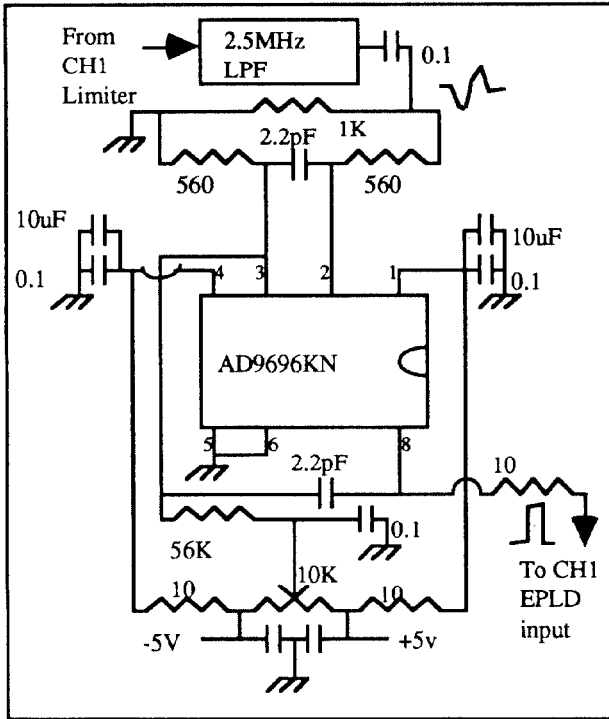 From
CH1
Limiter
2.5MHz
LPF
0.1
1K
2.2pF
560
560
10uF
0.1
10uF
0.1
4
3
2
1
AD9696KN
5
6
8
2.2pF
10
56K
0.1
10K
10
10
To CH1
EPLD
input
-5V
+5v